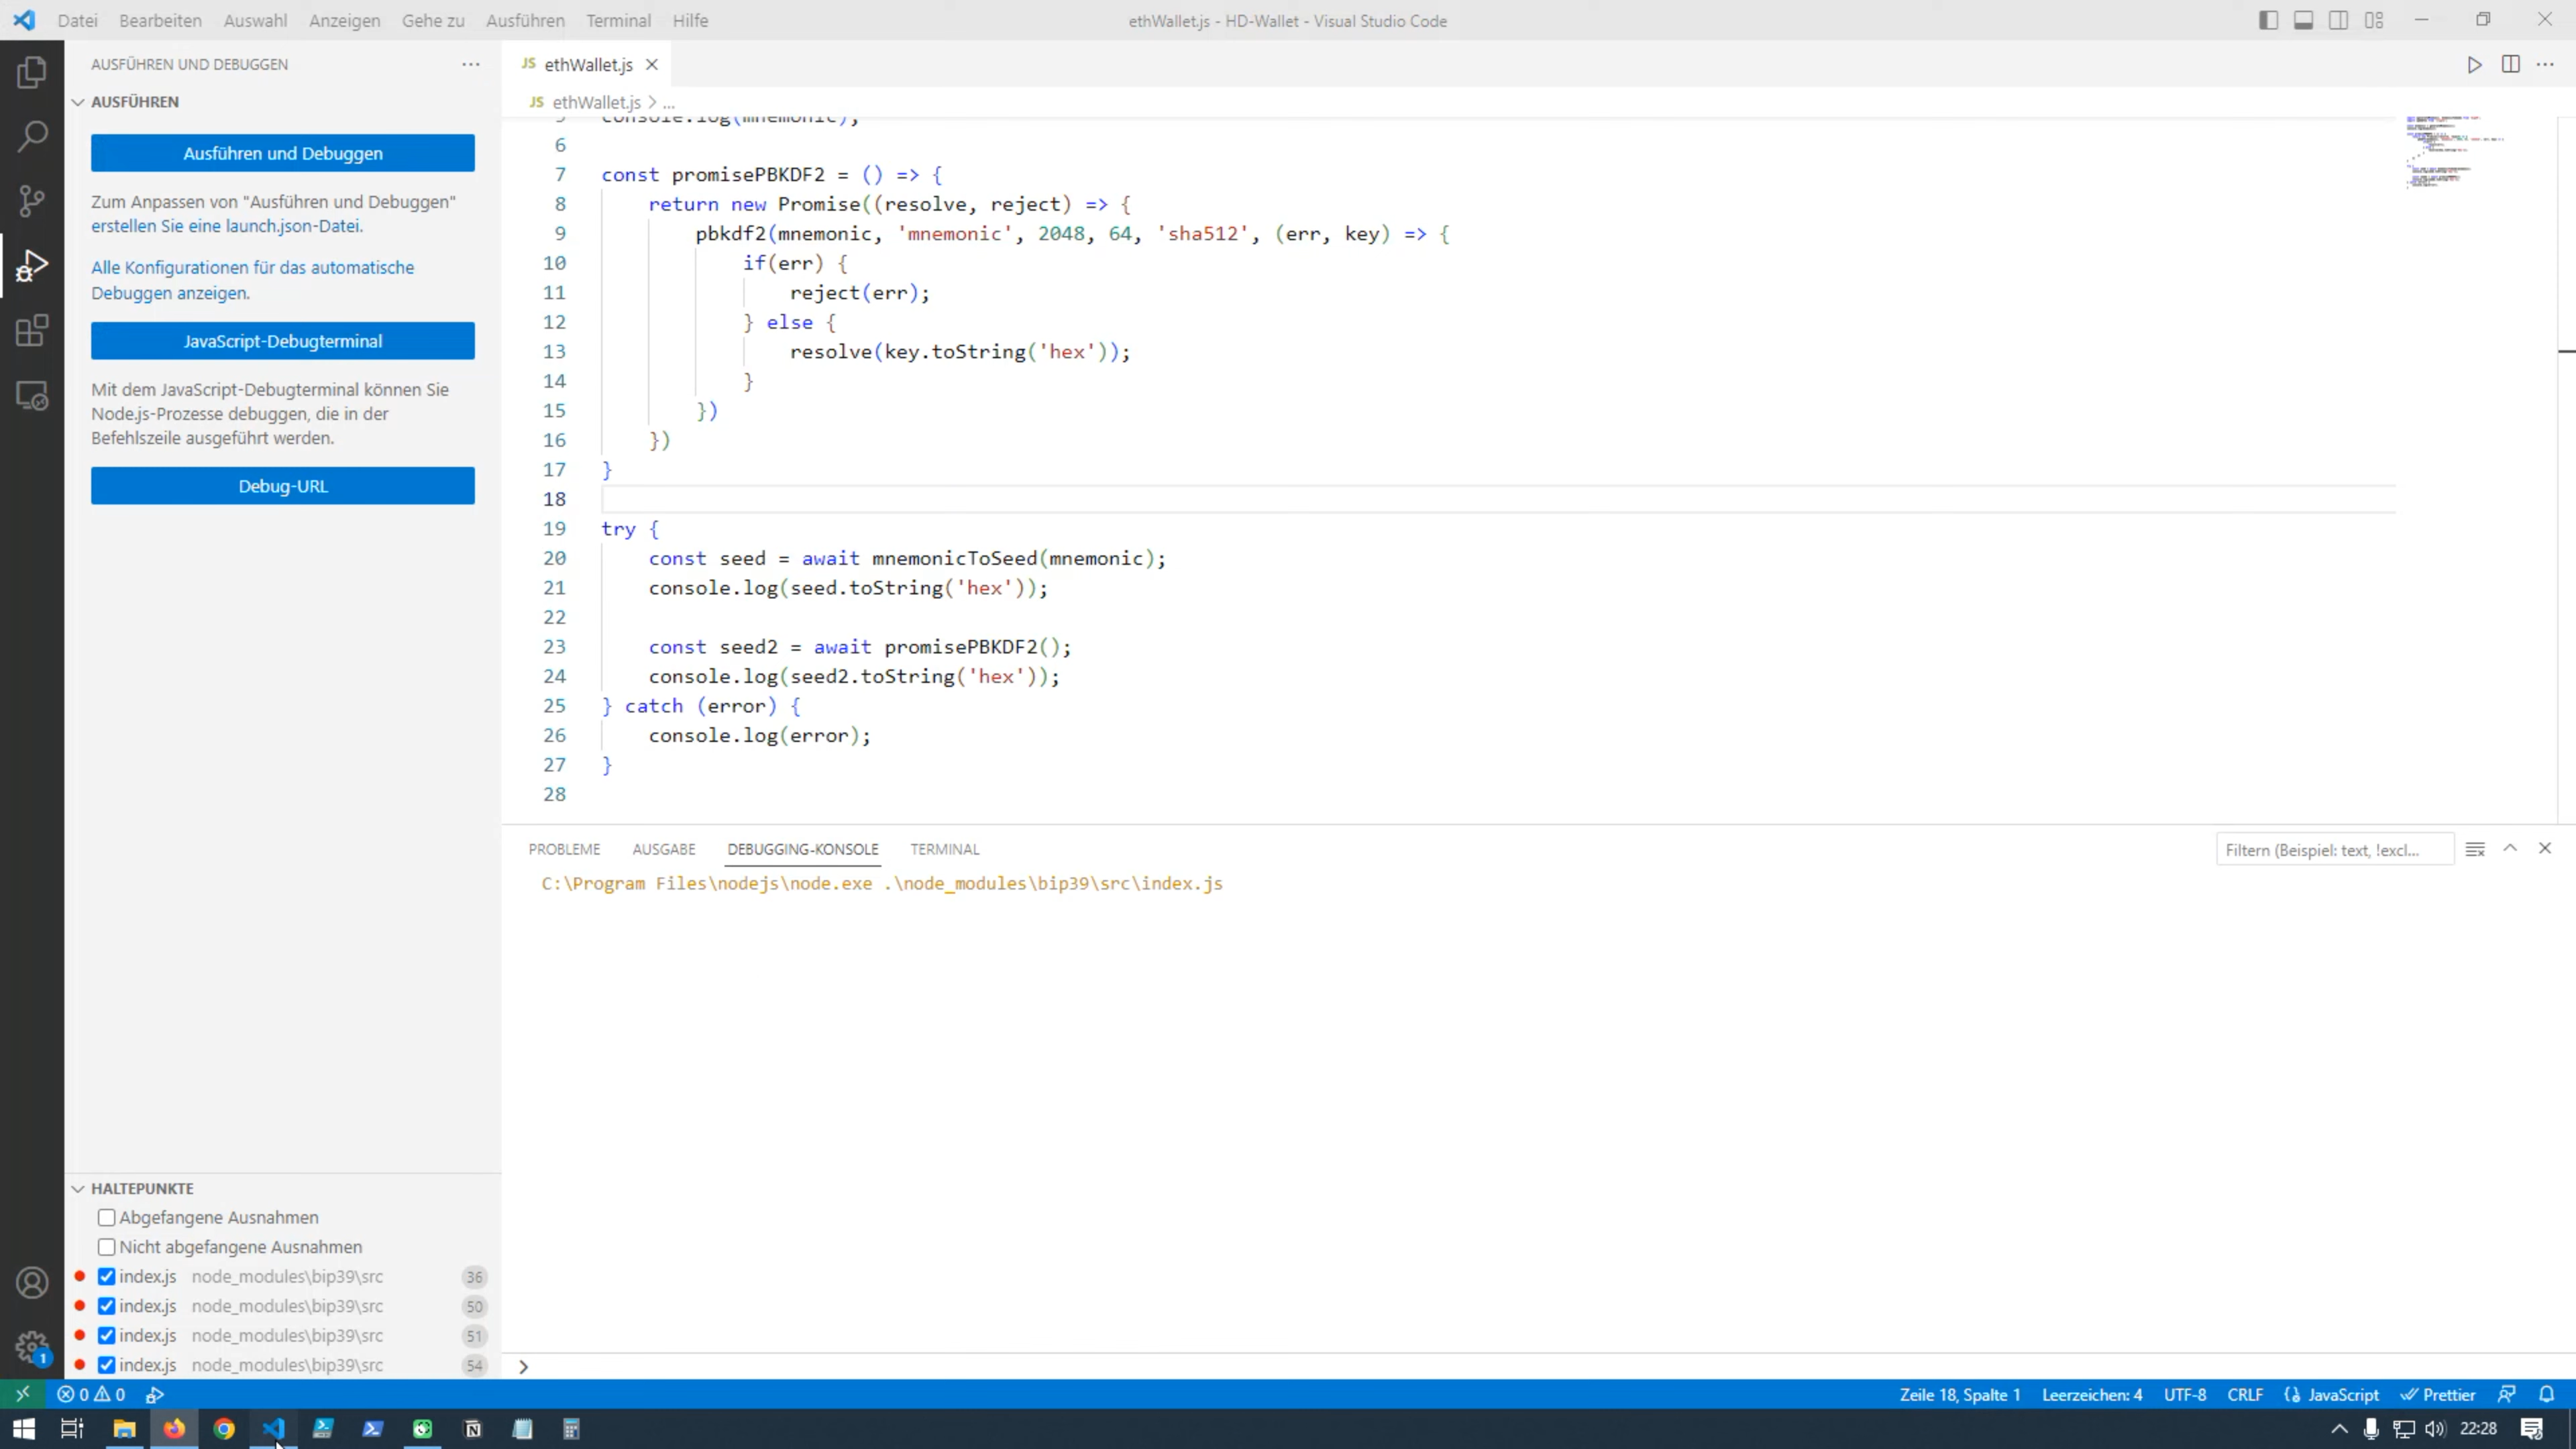 Datei Bearbeiten Auswahl Anzeigen Gehe zu Ausführen Terminal Hilfe
ethWallet.js - HD-Wallet - Visual Studio Code
AUSFÜHREN UND DEBUGGEN
AUSFÜHREN
Ausführen und Debuggen
Zum Anpassen von "Ausführen und Debuggen"
erstellen Sie eine launch.json-Datei.
Alle Konfigurationen für das automatische
Debuggen anzeigen.
JavaScript-Debugterminal
Mit dem JavaScript-Debugterminal können Sie
Node.js-Prozesse debuggen, die in der
Befehlszeile ausgeführt werden.
Debug-URL
HALTEPUNKTE
Abgefangene Ausnahmen
Nicht abgefangene Ausnahmen
index.js node_modules\bip39\src 36
index.js node_modules\bip39\src 50
index.js node_modules\bip39\src 51
index.js node_modules\bip39\src 54
JS ethWallet.js
JS ethWallet.js > ...
5 console.log(mnemonic);
6
7 const promisePBKDF2 = () => {
8 return new Promise((resolve, reject) => {
9 pbkdf2(mnemonic, 'mnemonic', 2048, 64, 'sha512', (err, key) => {
10 if(err) {
11 reject(err);
12 } else {
13 resolve(key.toString('hex'));
14 }
15 })
16 })
17 }
18
19 try {
20 const seed = await mnemonicToSeed(mnemonic);
21 console.log(seed.toString('hex'));
22
23 const seed2 = await promisePBKDF2();
24 console.log(seed2.toString('hex'));
25 } catch (error) {
26 console.log(error);
27 }
28
PROBLEME AUSGABE DEBUGGING-KONSOLE TERMINAL
Filtern (Beispiel: text, !excl...
C:\Program Files\nodejs\node.exe .\node_modules\bip39\src\index.js
1
0 0
Zeile 18, Spalte 1 Leerzeichen: 4 UTF-8 CRLF JavaScript Prettier
22:28